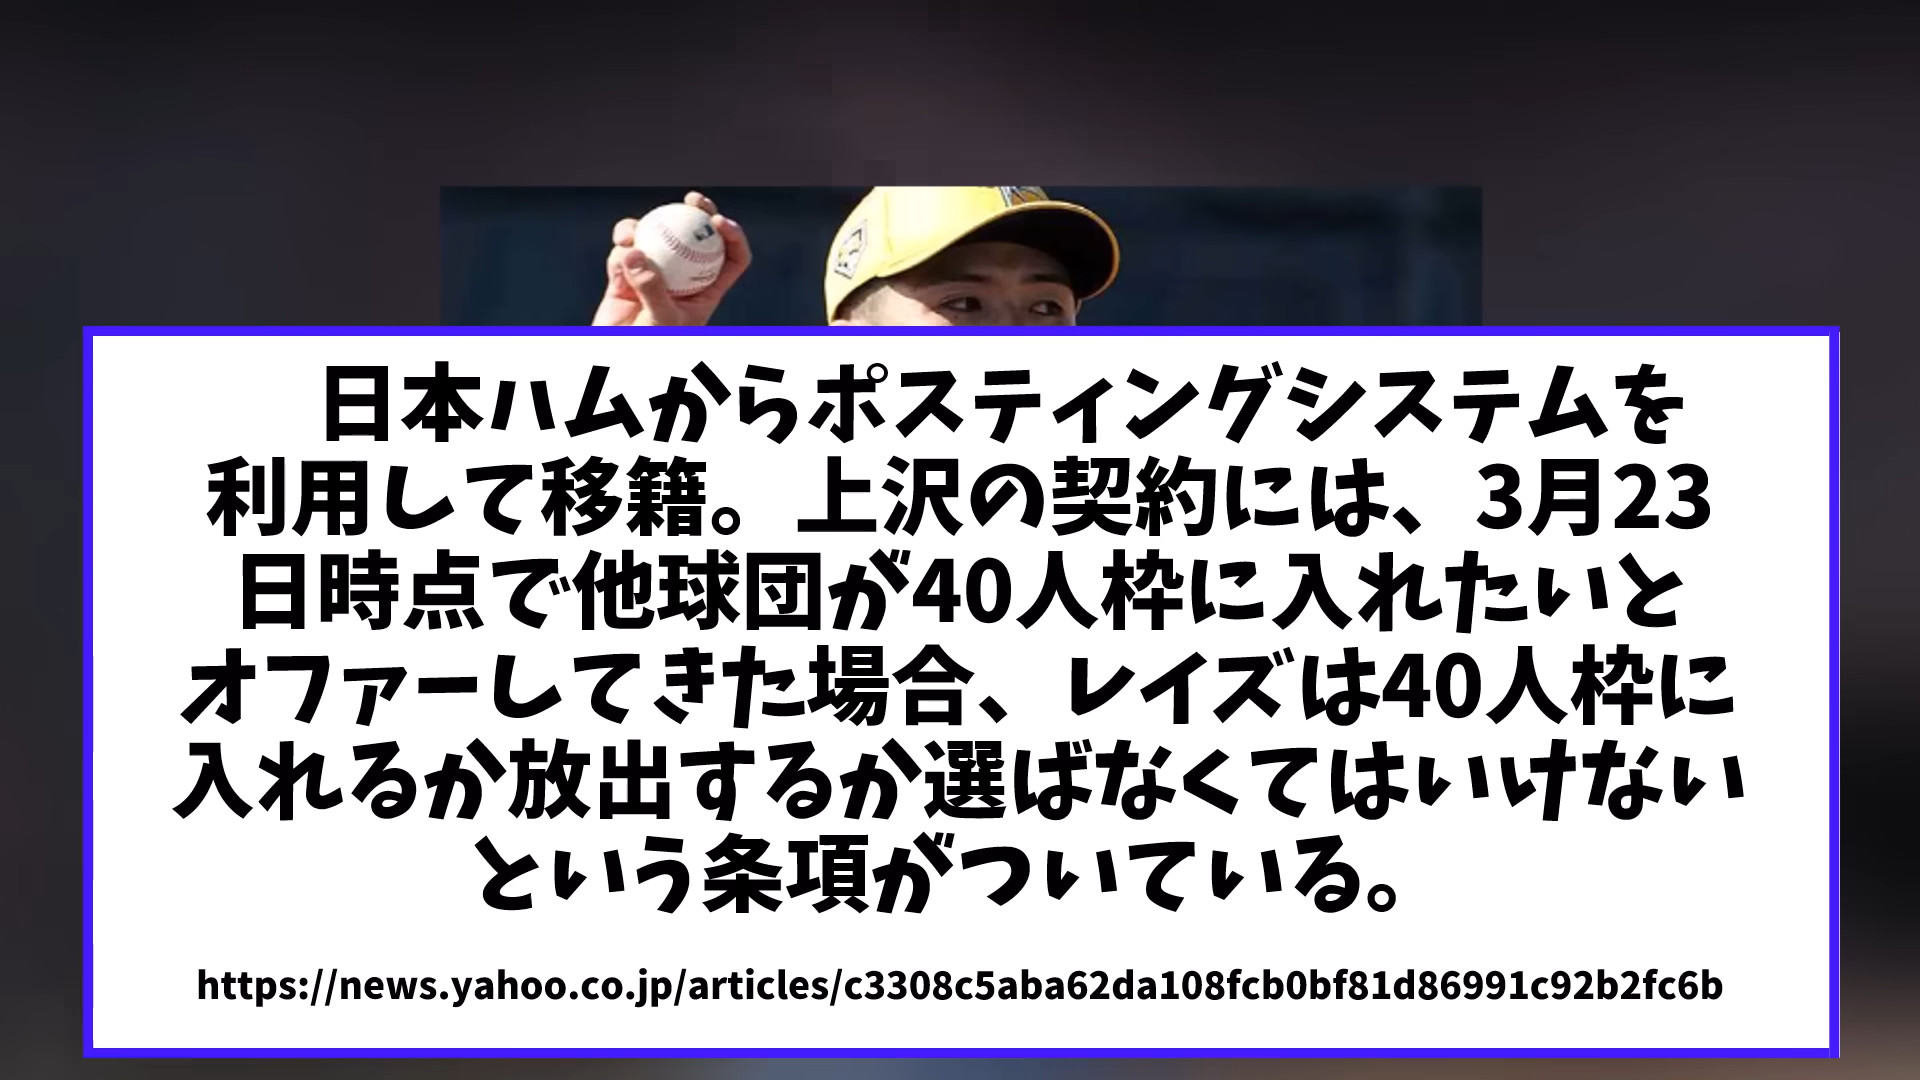 日本ハムからポスティングシステムを
利用して移籍。上沢の契約には、3月23
日時点で他球団が40人枠に入れたいと
オファーしてきた場合、レイズは40人枠に
入れるか放出するか選ばなくてはいけない
という条項がついている。
https://news.yahoo.co.jp/articles/c3308c5aba62da108fcb0bf81d86991c92b2fc6b